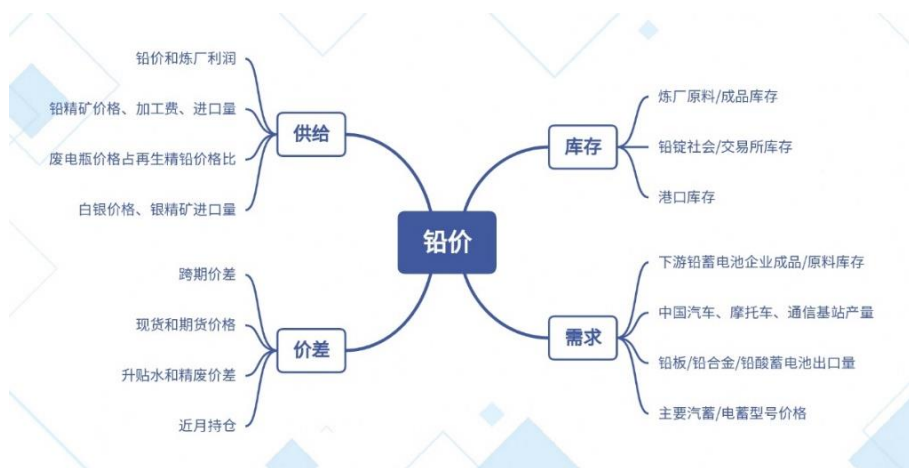 铅价
供给
铅价和炼厂利润
铅精矿价格、加工费、进口量
废电瓶价格占再生精铅价格比
白银价格、银精矿进口量
价差
跨期价差
现货和期货价格
升贴水和精废价差
近月持仓
库存
炼厂原料/成品库存
铅锭社会/交易所库存
港口库存
需求
下游铅蓄电池企业成品/原料库存
中国汽车、摩托车、通信基站产量
铅板/铅合金/铅酸蓄电池出口量
主要汽蓄/电蓄型号价格